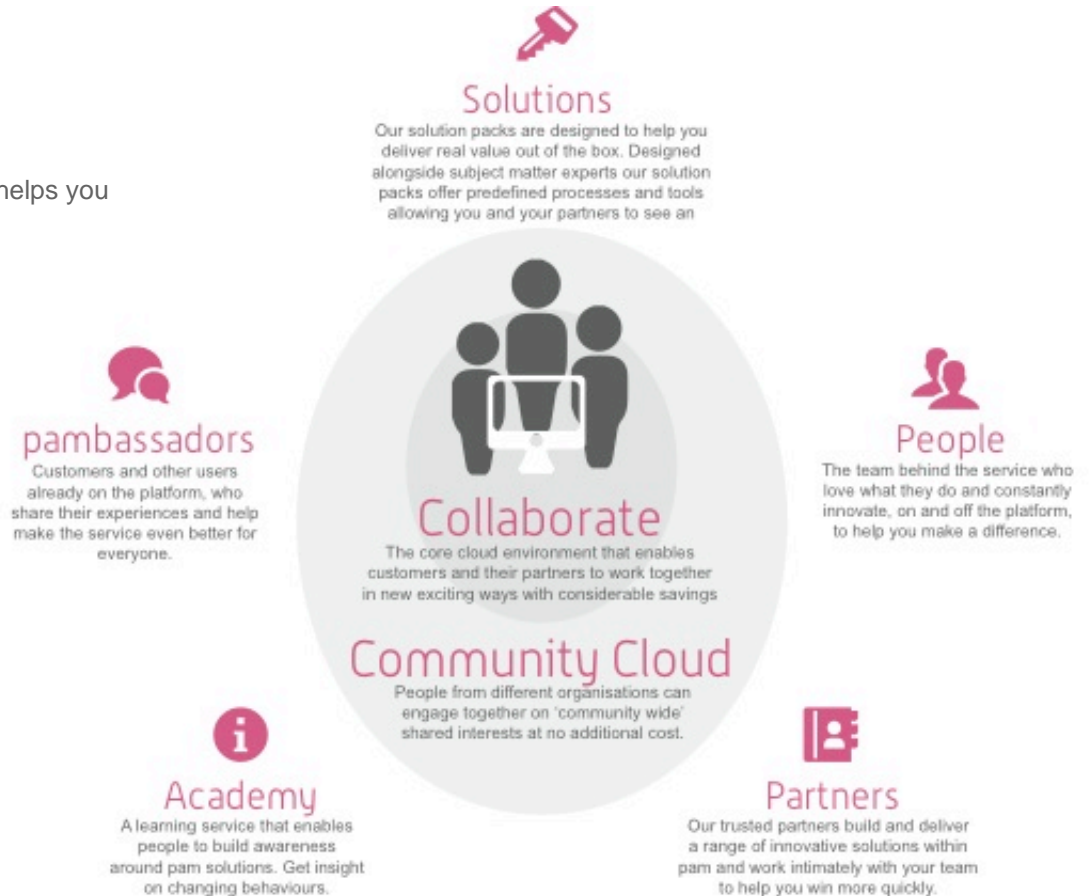 Solutions
Our solution packs are designed to help you
deliver real value out of the box. Designed
alongside subject matter experts our solution
packs offer predefined processes and tools
allowing you and your partners to see an
helps you
pambassadors
Customers and other users
already on the platform, who
share their experiences and help
make the service even better for
everyone.
People
The team behind the service who
love what they do and constantly
innovate, on and off the platform,
to help you make a difference.
Collaborate
The core cloud environment that enables
customers and their partners to work together
in new exciting ways with considerable savings
Community Cloud
People from different organisations can
engage together on 'community wide'
shared interests at no additional cost.
Academy
A learning service that enables
people to build awareness
around pam solutions. Get insight
on changing behaviours.
Partners
Our trusted partners build and deliver
a range of innovative solutions within
pam and work intimately with your team
to help you win more quickly.